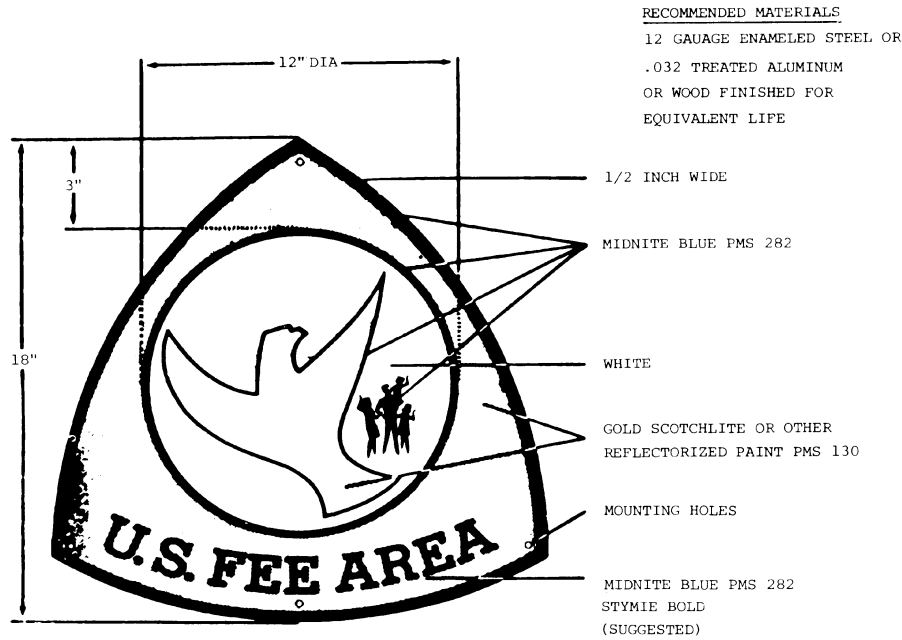 RECOMMENDED MATERIALS
12 GAUAGE ENAMELED STEEL OR
.032 TREATED ALUMINUM
OR WOOD FINISHED FOR
EQUIVALENT LIFE
12" DIA
3"
1/2 INCH WIDE
MIDNITE BLUE PMS 282
18"
WHITE
GOLD SCOTCHLITE OR OTHER
REFLECTORIZED PAINT PMS 130
MOUNTING HOLES
U.S. FEE AREA
MIDNITE BLUE PMS 282
STYMIE BOLD
(SUGGESTED)